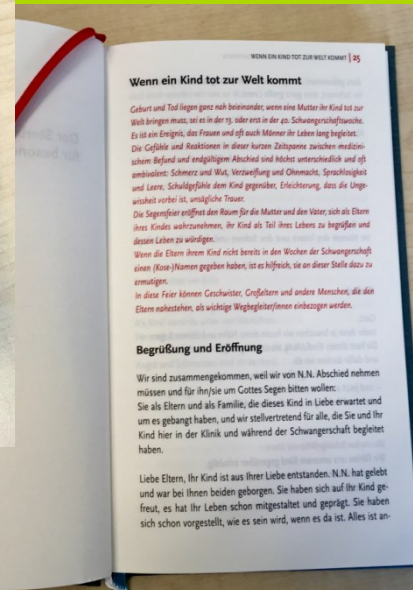 WENN EIN KIND TOT ZUR WELT KOMMT | 25
Wenn ein Kind tot zur Welt kommt
Geburt und Tod liegen ganz nah beieinander, wenn eine Mutter ihr Kind tot zur
Welt bringen muss, sei es in der 13. oder erst in der 40. Schwangerschaftswoche.
Es ist ein Ereignis, das Frauen und oft auch Männer ihr Leben lang begleitet.
Die Gefühle und Reaktionen in dieser kurzen Zeitspanne zwischen medizini-
schem Befund und endgültigem Abschied sind höchst unterschiedlich und oft
ambivalent: Schmerz und Wut, Verzweiflung und Ohnmacht, Sprachlosigkeit
und Leere, Schuldgefühle dem Kind gegenüber, Erleichterung, dass die Unge-
wissheit vorbei ist, unsägliche Trauer.
Die Segensfeier eröffnet den Raum für die Mutter und den Vater, sich als Eltern
ihres Kindes wahrzunehmen, ihr Kind als Teil ihres Lebens zu begrüßen und
dessen Leben zu würdigen.
Wenn die Eltern ihrem Kind nicht bereits in den Wochen der Schwangerschaft
einen (Kose-)Namen gegeben haben, ist es hilfreich, sie an dieser Stelle dazu zu
ermutigen.
In diese Feier können Geschwister, Großeltern und andere Menschen, die den
Eltern nahestehen, als wichtige Wegbegleiter/innen einbezogen werden.
Begrüßung und Eröffnung
Wir sind zusammengekommen, weil wir von N.N. Abschied nehmen
müssen und für ihn/sie um Gottes Segen bitten wollen:
Sie als Eltern und als Familie, die dieses Kind in Liebe erwartet und
um es gebangt haben, und wir stellvertretend für alle, die Sie und Ihr
Kind hier in der Klinik und während der Schwangerschaft begleitet
haben.
Liebe Eltern, Ihr Kind ist aus Ihrer Liebe entstanden. N.N. hat gelebt
und war bei Ihnen beiden geborgen. Sie haben sich auf Ihr Kind ge-
freut, es hat Ihr Leben schon mitgestaltet und geprägt. Sie haben
sich schon vorgestellt, wie es sein wird, wenn es da ist. Alles ist an-